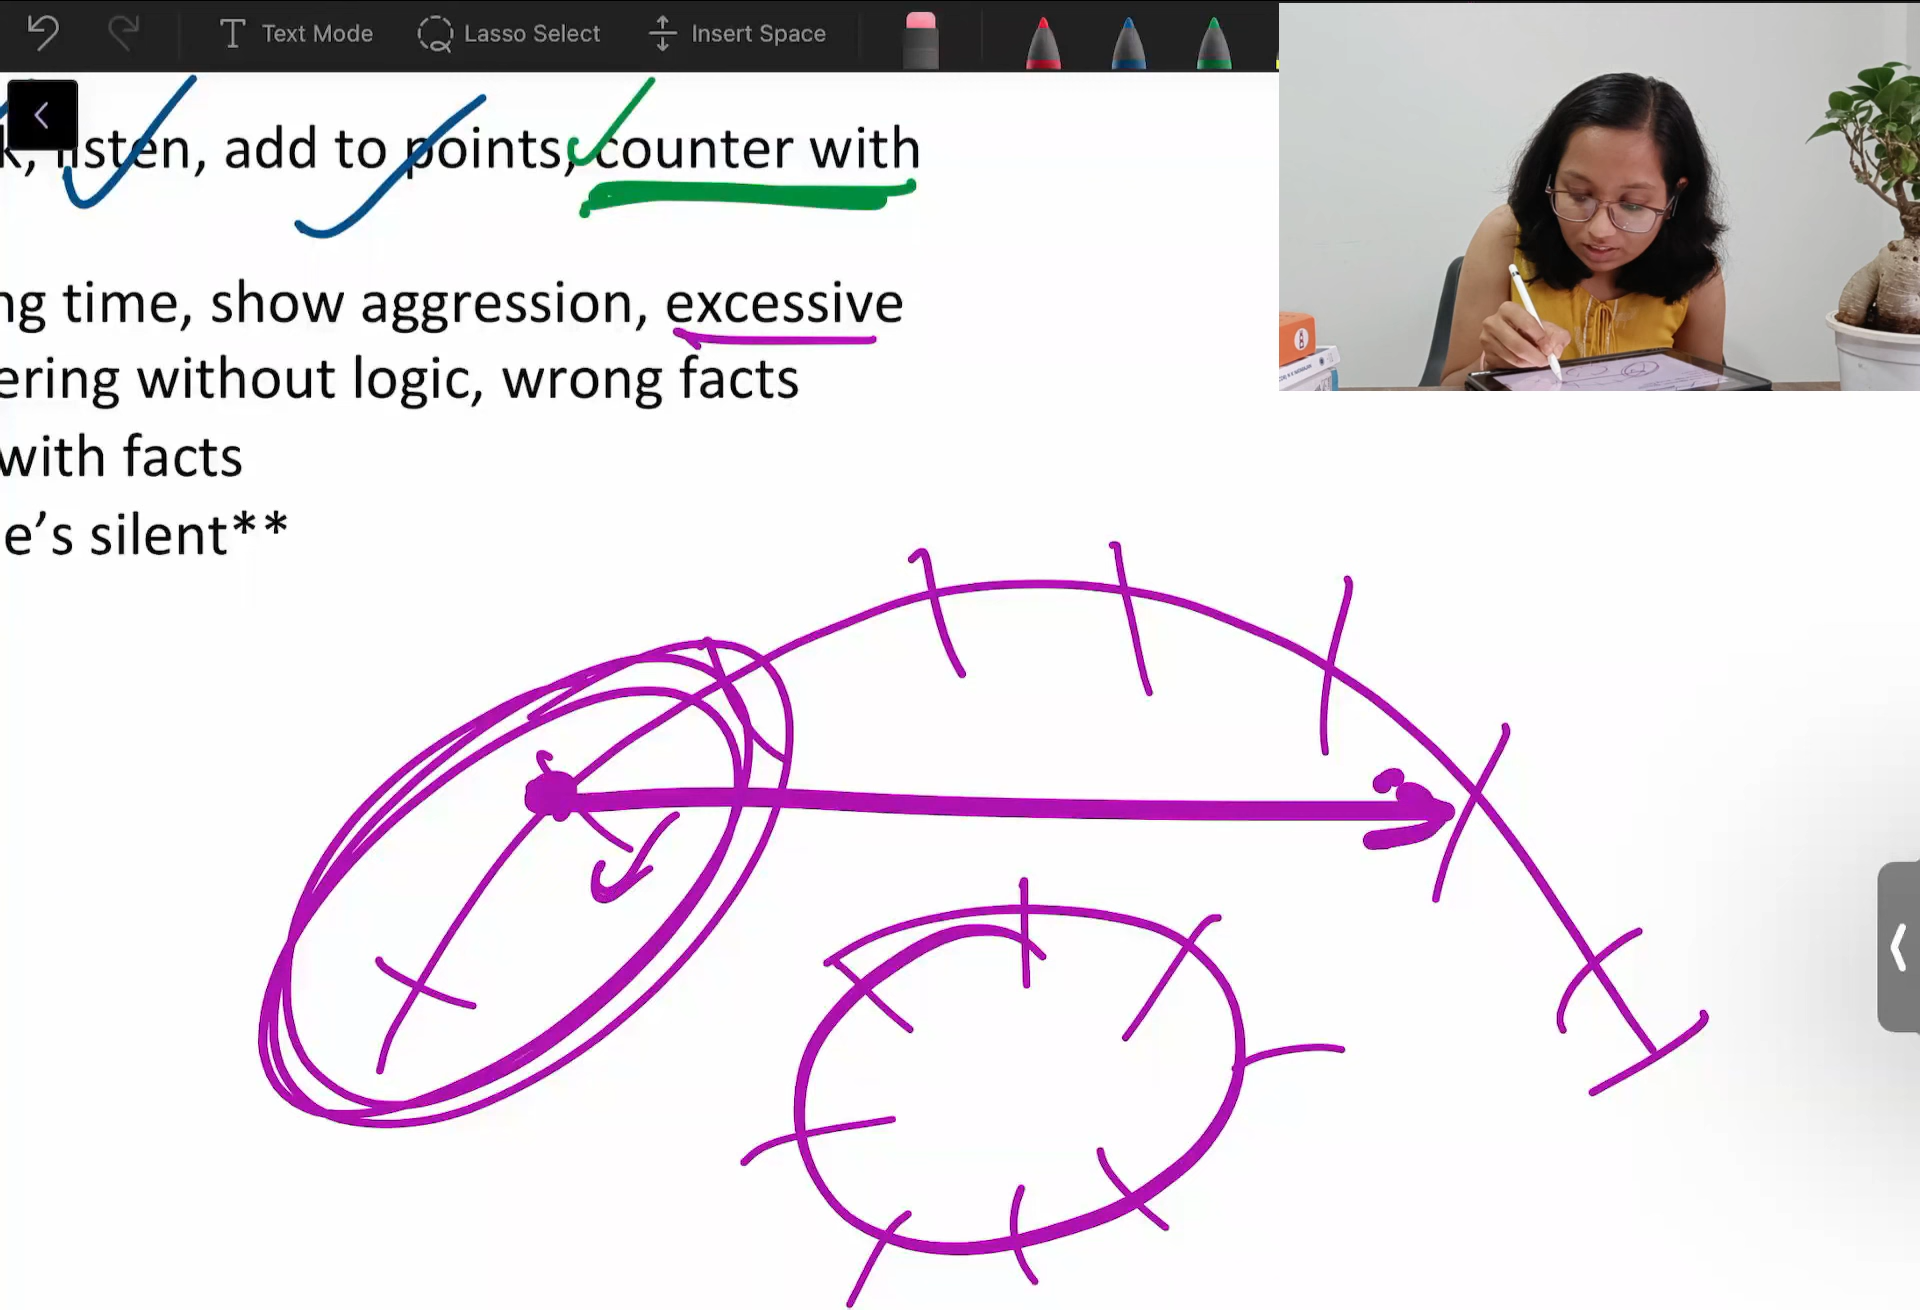 Text Mode Lasso Select Insert Space
k, listen, add to points, counter with
ng time, show aggression, excessive
ering without logic, wrong facts
with facts
e's silent**